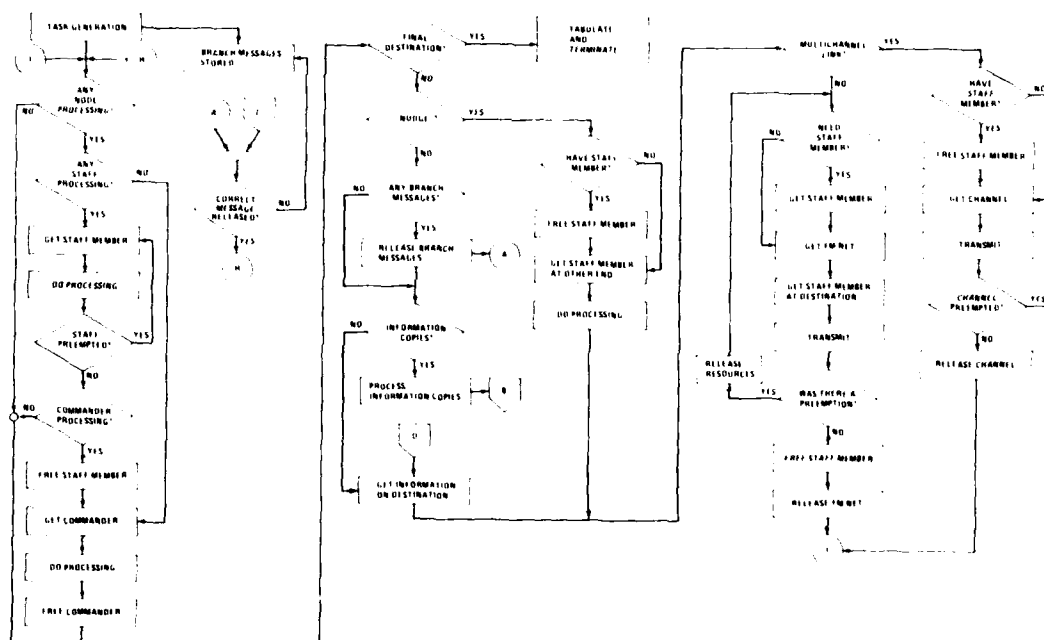 TASK GENERATION
H
ANY
NODE
PROCESSING?
NO
YES
ANY
STAFF
PROCESSING?
NO
YES
GET STAFF MEMBER
DO PROCESSING
STAFF
PREEMPTED?
YES
NO
COMMANDER
PROCESSING?
NO
YES
FREE STAFF MEMBER
GET COMMANDER
DO PROCESSING
FREE COMMANDER
BRANCH MESSAGES
STORED
A
CORRECT
MESSAGE
RELEASED?
NO
YES
H
FINAL
DESTINATION?
YES
TABULATE
AND
TERMINATE
NO
NUDGE?
YES
NO
ANY BRANCH
MESSAGES?
NO
YES
RELEASE BRANCH
MESSAGES
A
INFORMATION
COPIES?
NO
YES
PROCESS
INFORMATION COPIES
B
D
GET INFORMATION
ON DESTINATION
HAVE STAFF
MEMBER?
NO
YES
FREE STAFF MEMBER
GET STAFF MEMBER
AT OTHER END
DO PROCESSING
MULTICHANNEL
LINK?
YES
NO
NEED
STAFF
MEMBER?
NO
YES
GET STAFF MEMBER
GET FM NET
GET STAFF MEMBER
AT DESTINATION
TRANSMIT
WAS THERE A
PREEMPTION?
YES
RELEASE
RESOURCES
NO
FREE STAFF MEMBER
RELEASE FM NET
HAVE
STAFF
MEMBER?
NO
YES
FREE STAFF MEMBER
GET CHANNEL
TRANSMIT
CHANNEL
PREEMPTED?
YES
NO
RELEASE CHANNEL